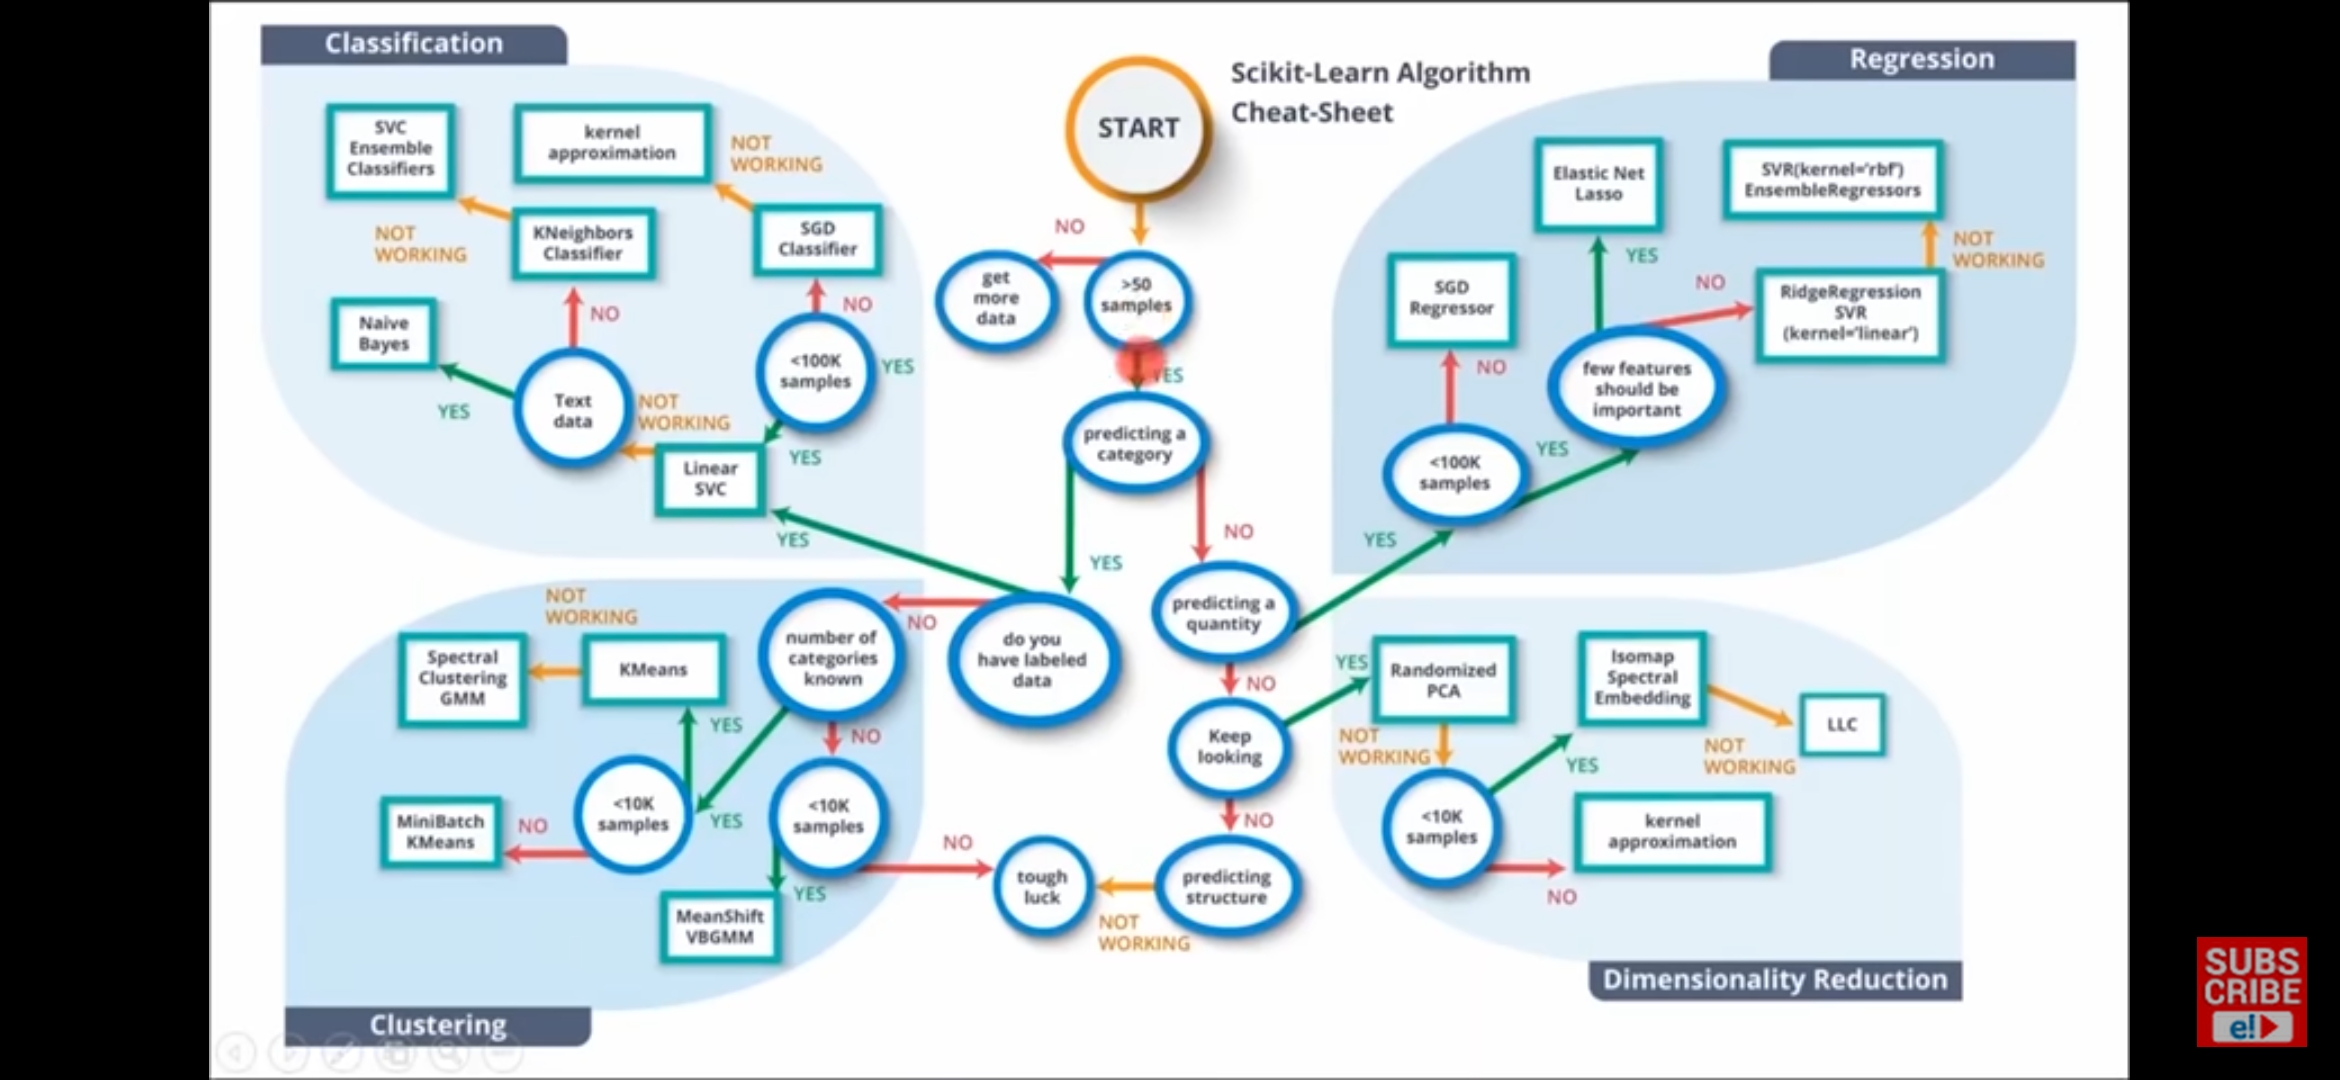 Classification
Scikit-Learn Algorithm
Cheat-Sheet
Regression
START
SVC
Ensemble
Classifiers
kernel
approximation
NOT
WORKING
NOT
WORKING
KNeighbors
Classifier
SGD
Classifier
NO
NO
Naive
Bayes
YES
Text
data
NOT
WORKING
<100K
samples
YES
YES
Linear
SVC
YES
NO
get
more
data
>50
samples
YES
predicting a
category
NO
YES
predicting a
quantity
NO
do you
have labeled
data
NO
Keep
looking
NO
predicting
structure
NOT
WORKING
tough
luck
Elastic Net
Lasso
SVR(kernel='rbf')
EnsembleRegressors
YES
NOT
WORKING
SGD
Regressor
NO
RidgeRegression
SVR
(kernel='linear')
NO
few features
should be
important
YES
<100K
samples
YES
NOT
WORKING
Spectral
Clustering
GMM
KMeans
number of
categories
known
YES
NO
<10K
samples
YES
<10K
samples
MiniBatch
KMeans
NO
NO
YES
MeanShift
VBGMM
Clustering
YES
Randomized
PCA
Isomap
Spectral
Embedding
LLC
NOT
WORKING
NOT
WORKING
YES
<10K
samples
kernel
approximation
NO
Dimensionality Reduction
SUBS
CRIBE
e!